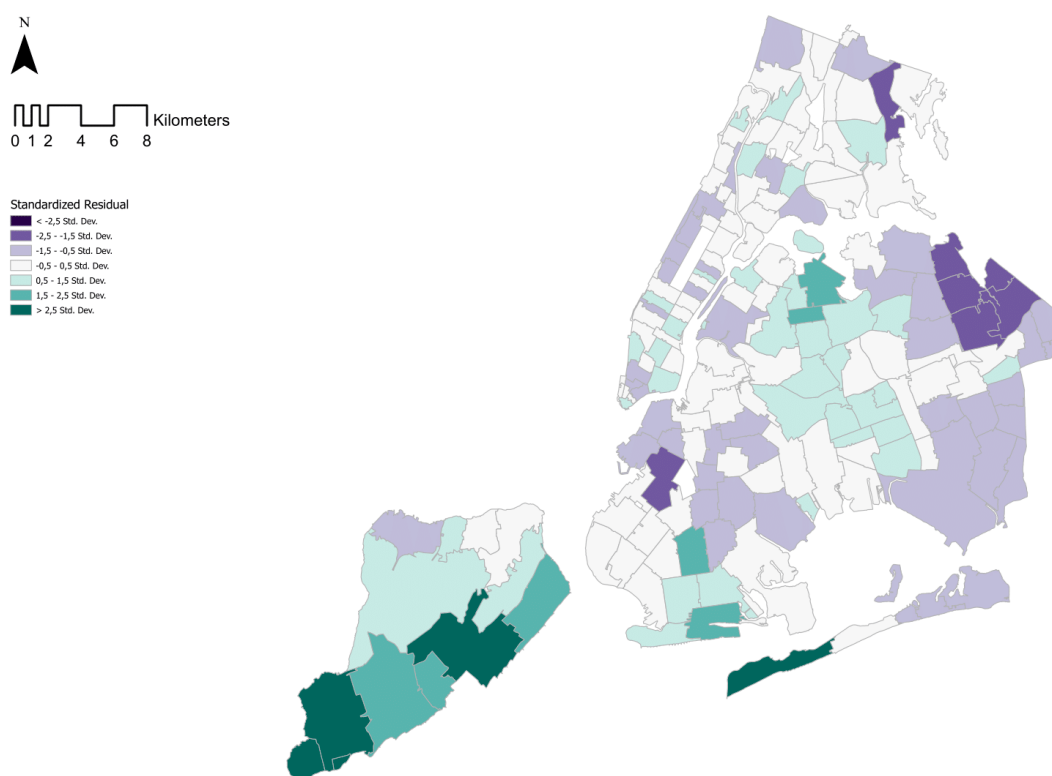 N
Kilometers
0 1 2 4 6 8
Standardized Residual
< -2,5 Std. Dev.
-2,5 - -1,5 Std. Dev.
-1,5 - -0,5 Std. Dev.
-0,5 - 0,5 Std. Dev.
0,5 - 1,5 Std. Dev.
1,5 - 2,5 Std. Dev.
> 2,5 Std. Dev.